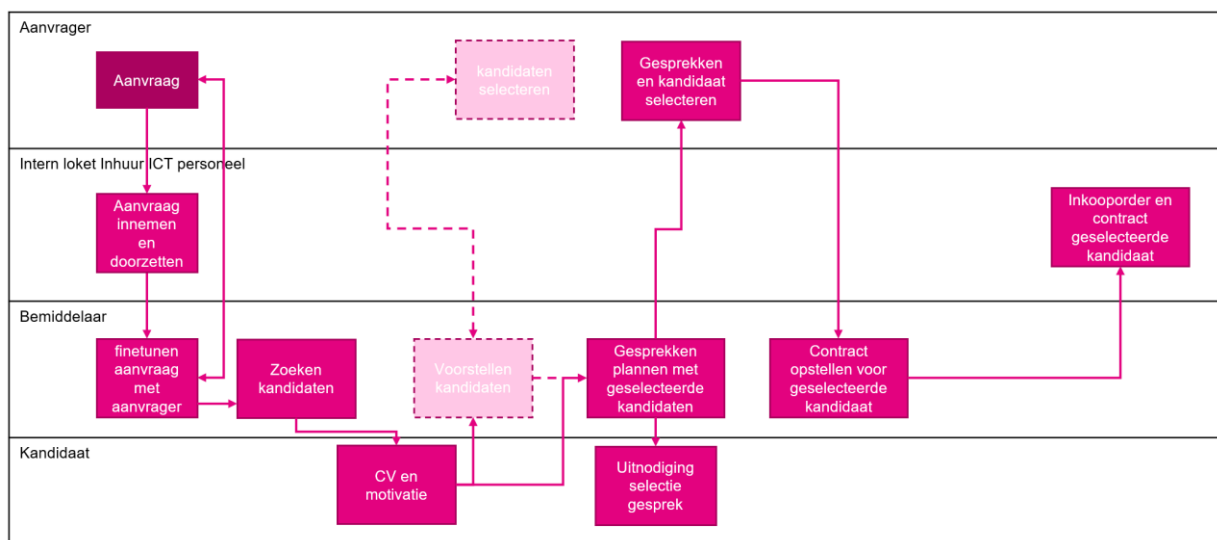 Aanvrager
Aanvraag
kandidaten
selecteren
Gesprekken
en kandidaat
selecteren
Intern loket Inhuur ICT personeel
Aanvraag
innemen
en
doorzetten
Inkooporder en
contract
geselecteerde
kandidaat
Bemiddelaar
finetunen
aanvraag
met
aanvrager
Zoeken
kandidaten
Voorstellen
kandidaten
Gesprekken
plannen met
geselecteerde
kandidaten
Contract
opstellen voor
geselecteerde
kandidaat
Kandidaat
CV en
motivatie
Uitnodiging
selectie
gesprek